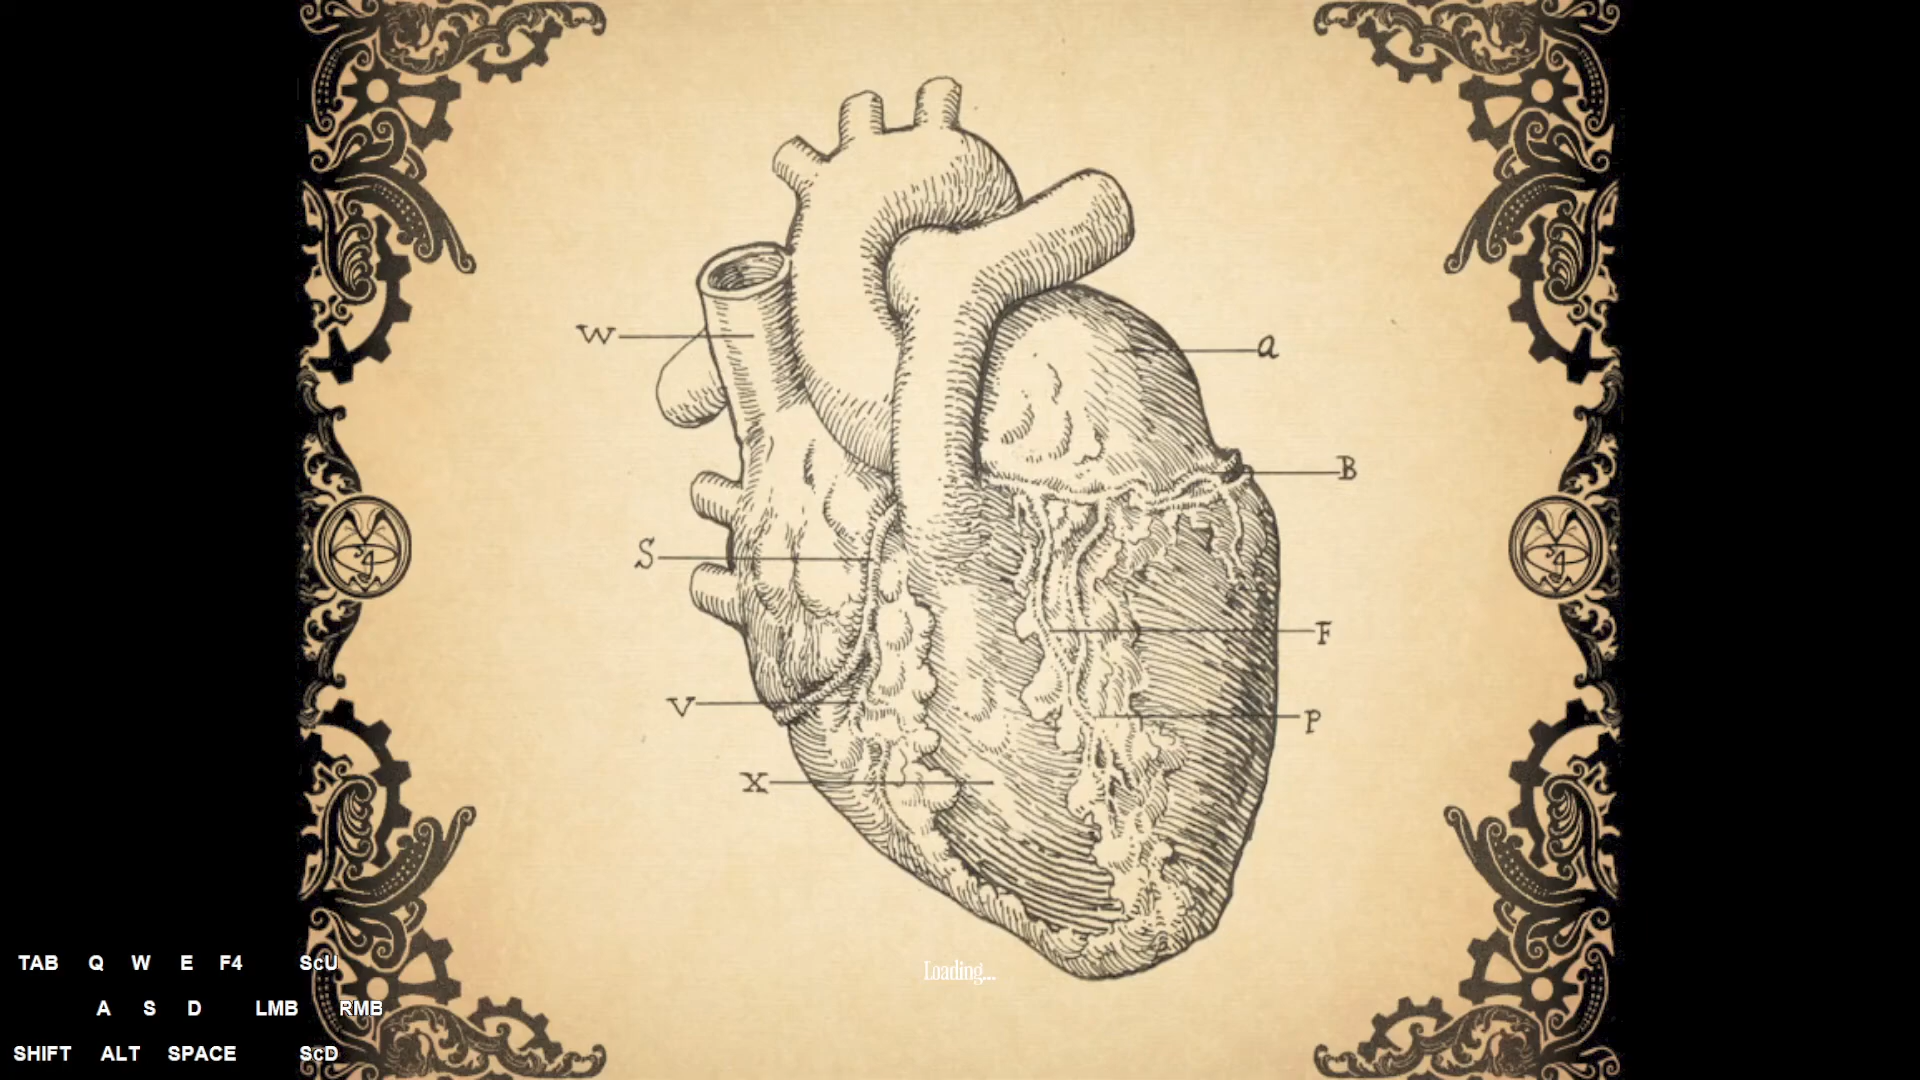 W
a
B
S
F
V
P
X
TAB Q W E F4 ScU
Loading...
A S D LMB RMB
SHIFT ALT SPACE ScD